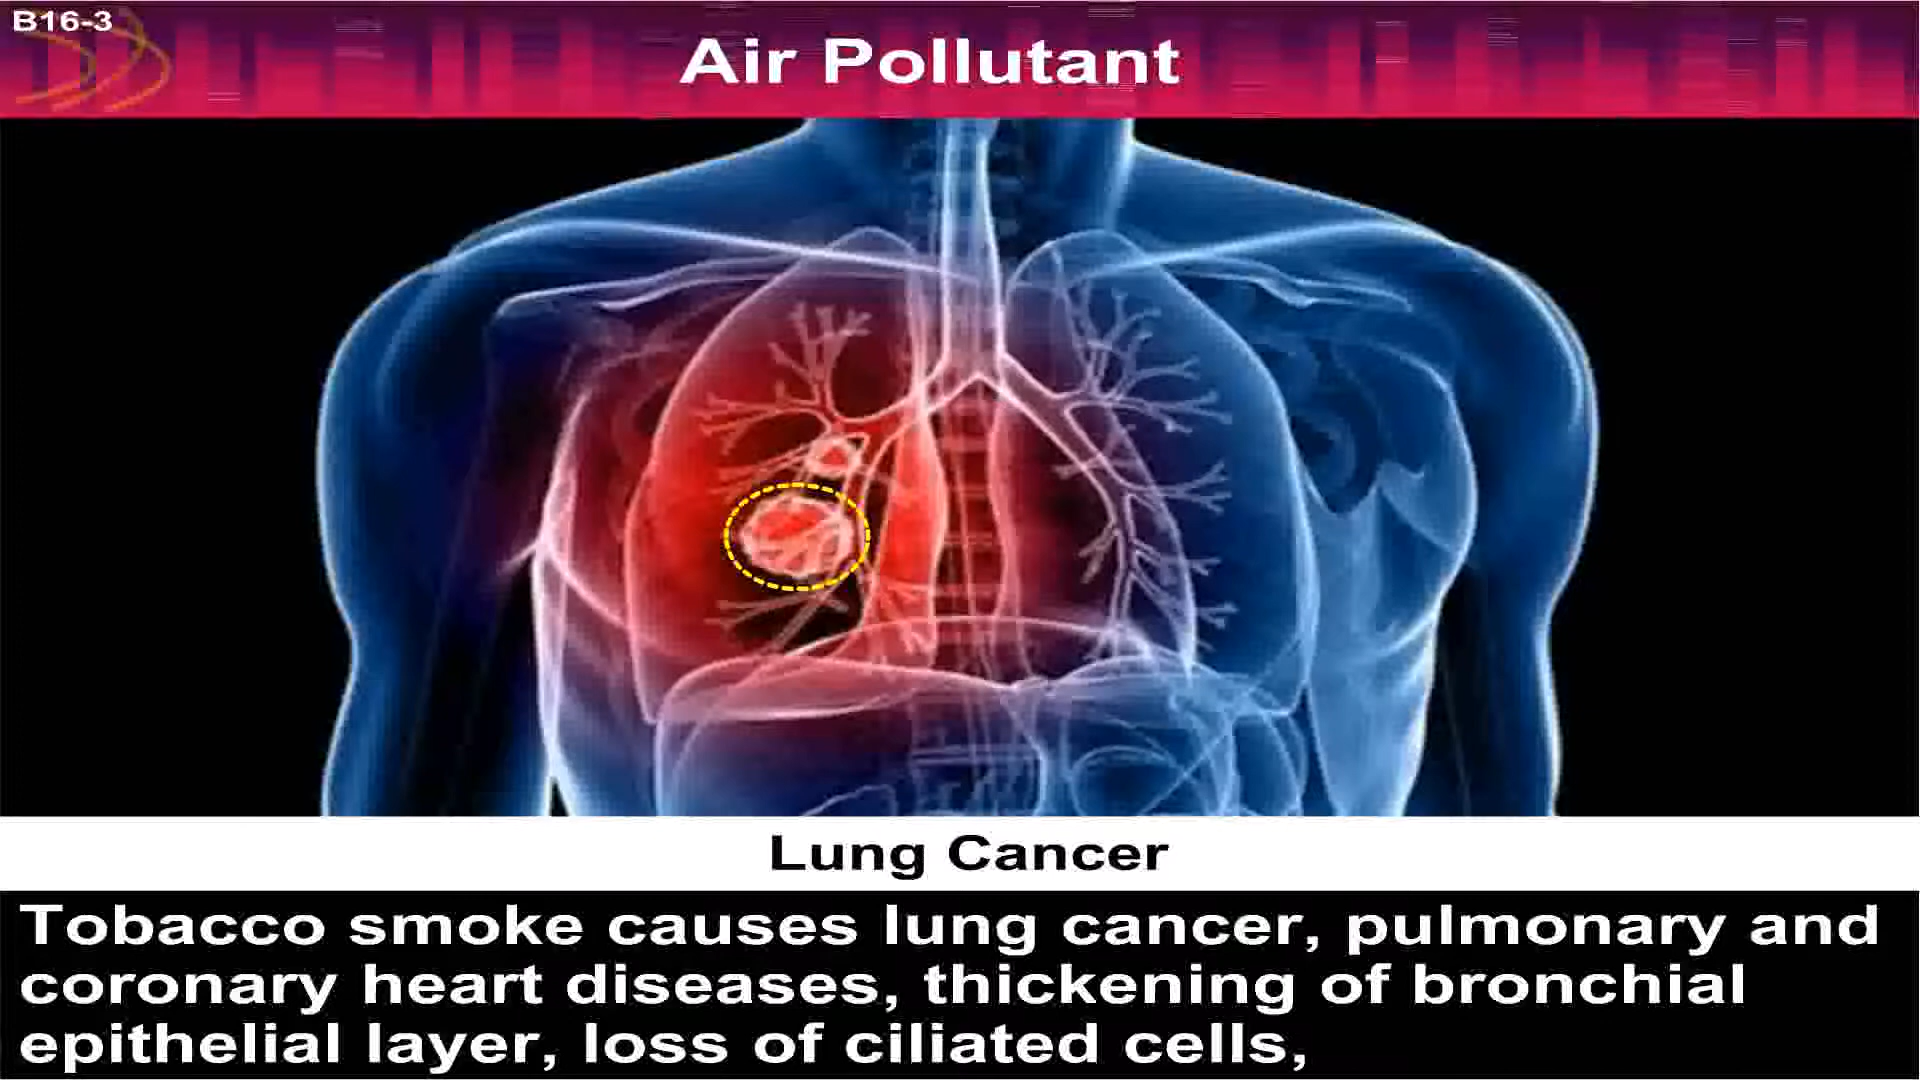 B16-3
Air Pollutant
Lung Cancer
Tobacco smoke causes lung cancer, pulmonary and
coronary heart diseases, thickening of bronchial
epithelial layer, loss of ciliated cells,